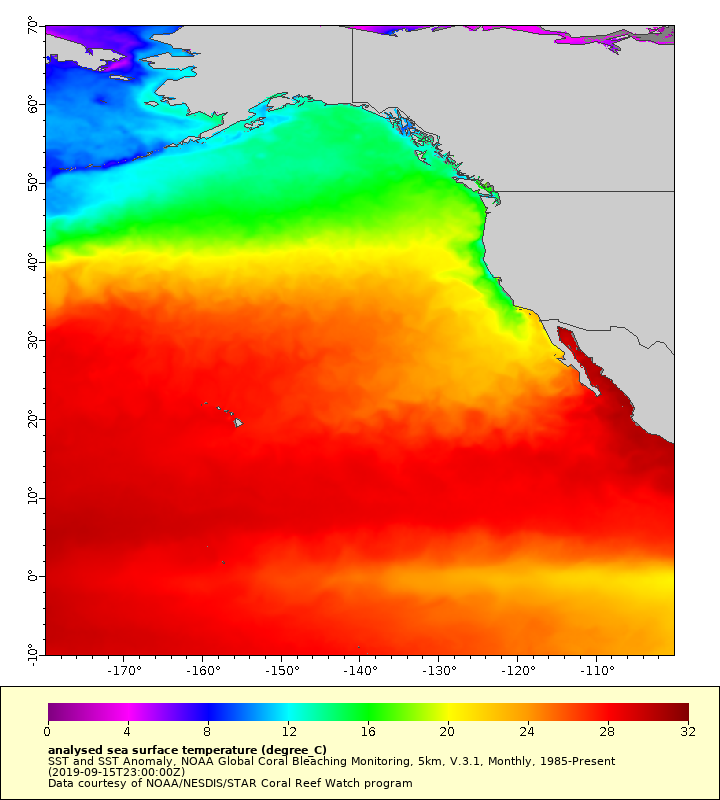 70°
60°
50°
40°
30°
20°
10°
0°
-10°
-170° -160° -150° -140° -130° -120° -110°
0 4 8 12 16 20 24 28 32
analysed sea surface temperature (degree_C)
SST and SST Anomaly, NOAA Global Coral Bleaching Monitoring, 5km, V.3.1, Monthly, 1985-Present
(2019-09-15T23:00:00Z)
Data courtesy of NOAA/NESDIS/STAR Coral Reef Watch program